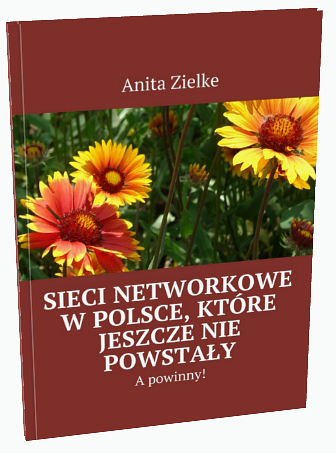 Anita Zielke
SIECI NETWORKOWE
W POLSCE, KTÓRE
JESZCZE NIE
POWSTAŁY
A powinny!